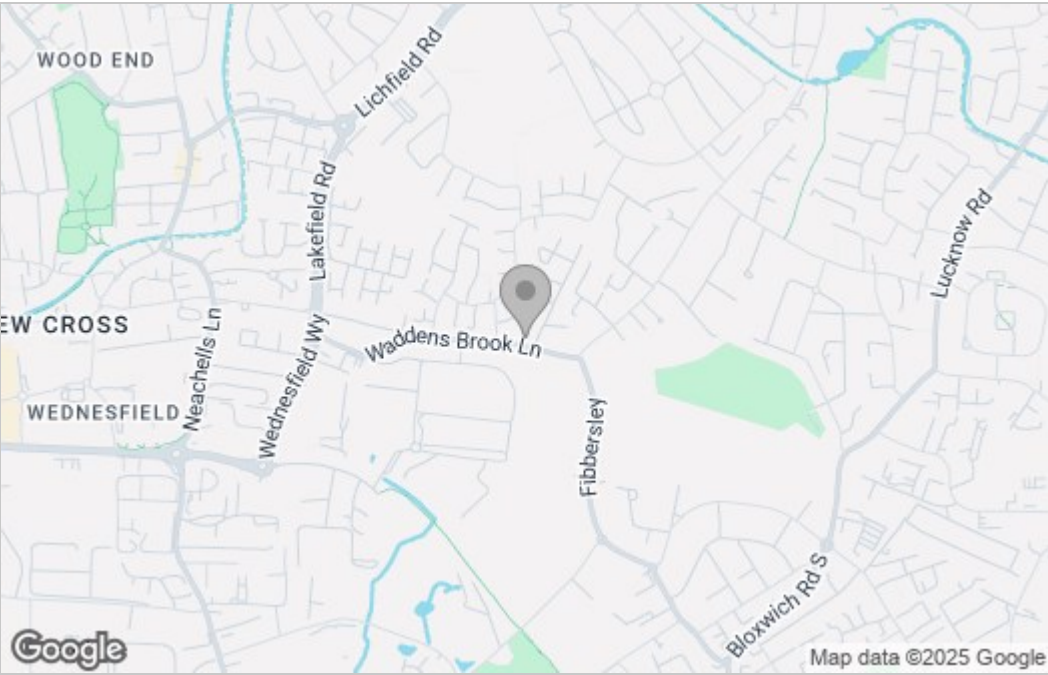 WOOD END
Lichfield Rd
Lakefield Rd
Lucknow Rd
EW CROSS
Neachells Ln
Wednesfield Wy
Waddens Brook Ln
WEDNESFIELD
Fibbersley
Bloxwich Rd S
Google
Map data ©2025 Google